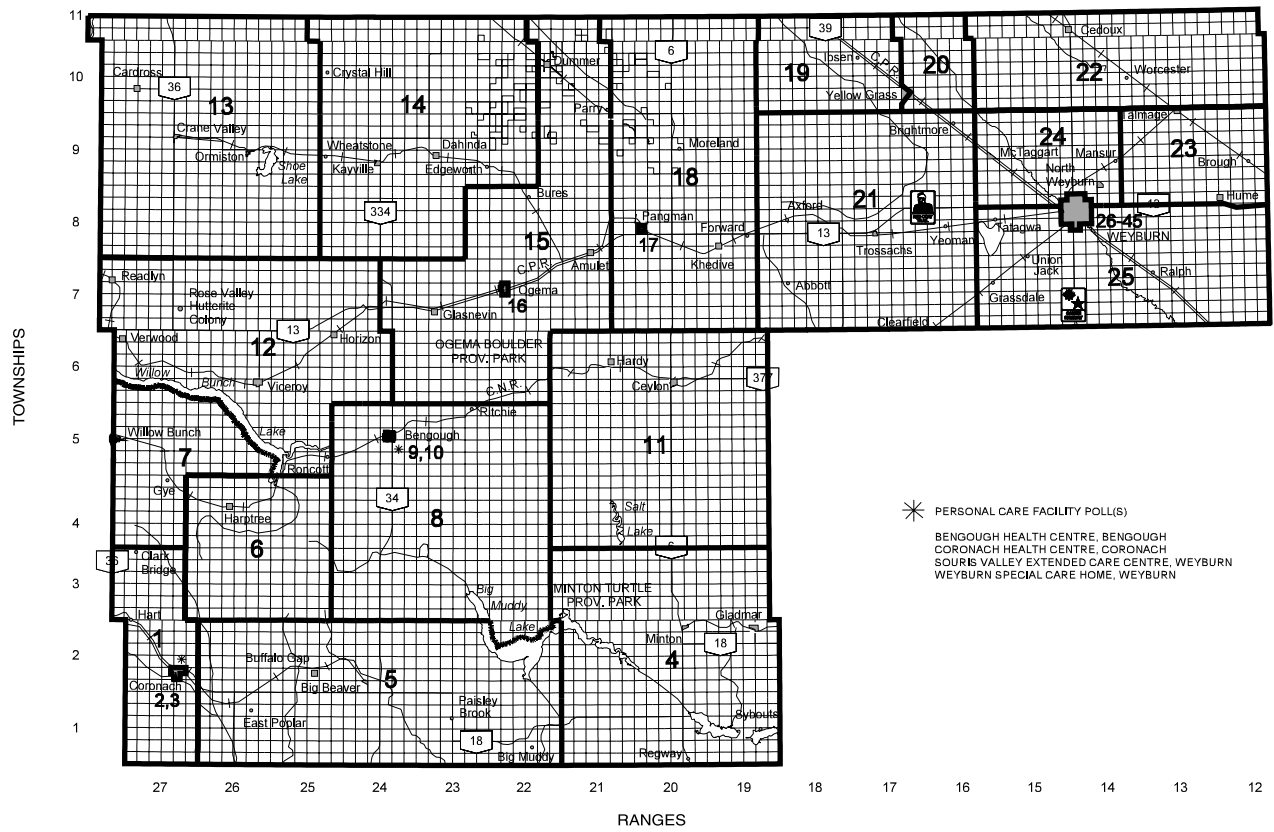 11
39
Cedoux
6
Dummer
Ibsen
C.P.R.
20
10
Cardross
36
Crystal Hill
19
22
Worcester
13
14
Parry
Yellow Grass
Talmage
Crane Valley
Brightmore
24
9
Ormiston
Shoe
Lake
Wheatstone
Kayville
Dahinda
Edgeworth
Moreland
18
McTaggart
Mansur
23
North
Weyburn
Brough
334
Bures
21
Hume
8
15
Pangman
17
Forward
Axford
13
Trossachs
Yeoman
Tatagwa
26-45
WEYBURN
13
C.P.R.
Amulet
Khedive
Union
Jack
25
Readlyn
Ralph
7
Rose Valley
Hutterite
Colony
Ogema
16
Abbott
Grassdale
Glasnevin
Clearfield
TOWNSHIPS
Verwood
12
13
Horizon
OGEMA BOULDER
PROV. PARK
Hardy
6
Willow
Bunch
Lake
Viceroy
C.N.R.
Ceylon
377
Ritchie
5
Willow Bunch
Bengough
9,10
11
7
Roncott
Gye
34
Salt
Lake
4
Harptree
8
6
PERSONAL CARE FACILITY POLL(S)
BENGOUGH HEALTH CENTRE, BENGOUGH
CORONACH HEALTH CENTRE, CORONACH
SOURIS VALLEY EXTENDED CARE CENTRE, WEYBURN
WEYBURN SPECIAL CARE HOME, WEYBURN
36
Clark
Bridge
6
3
Big
Muddy
Lake
MINTON TURTLE
PROV. PARK
Hart
Gladmar
1
Minton
18
2
Buffalo Gap
4
Coronach
2,3
Big Beaver
5
Paisley
Brook
1
East Poplar
18
Sybouts
Big Muddy
Regway
27 26 25 24 23 22 21 20 19 18 17 16 15 14 13 12
RANGES